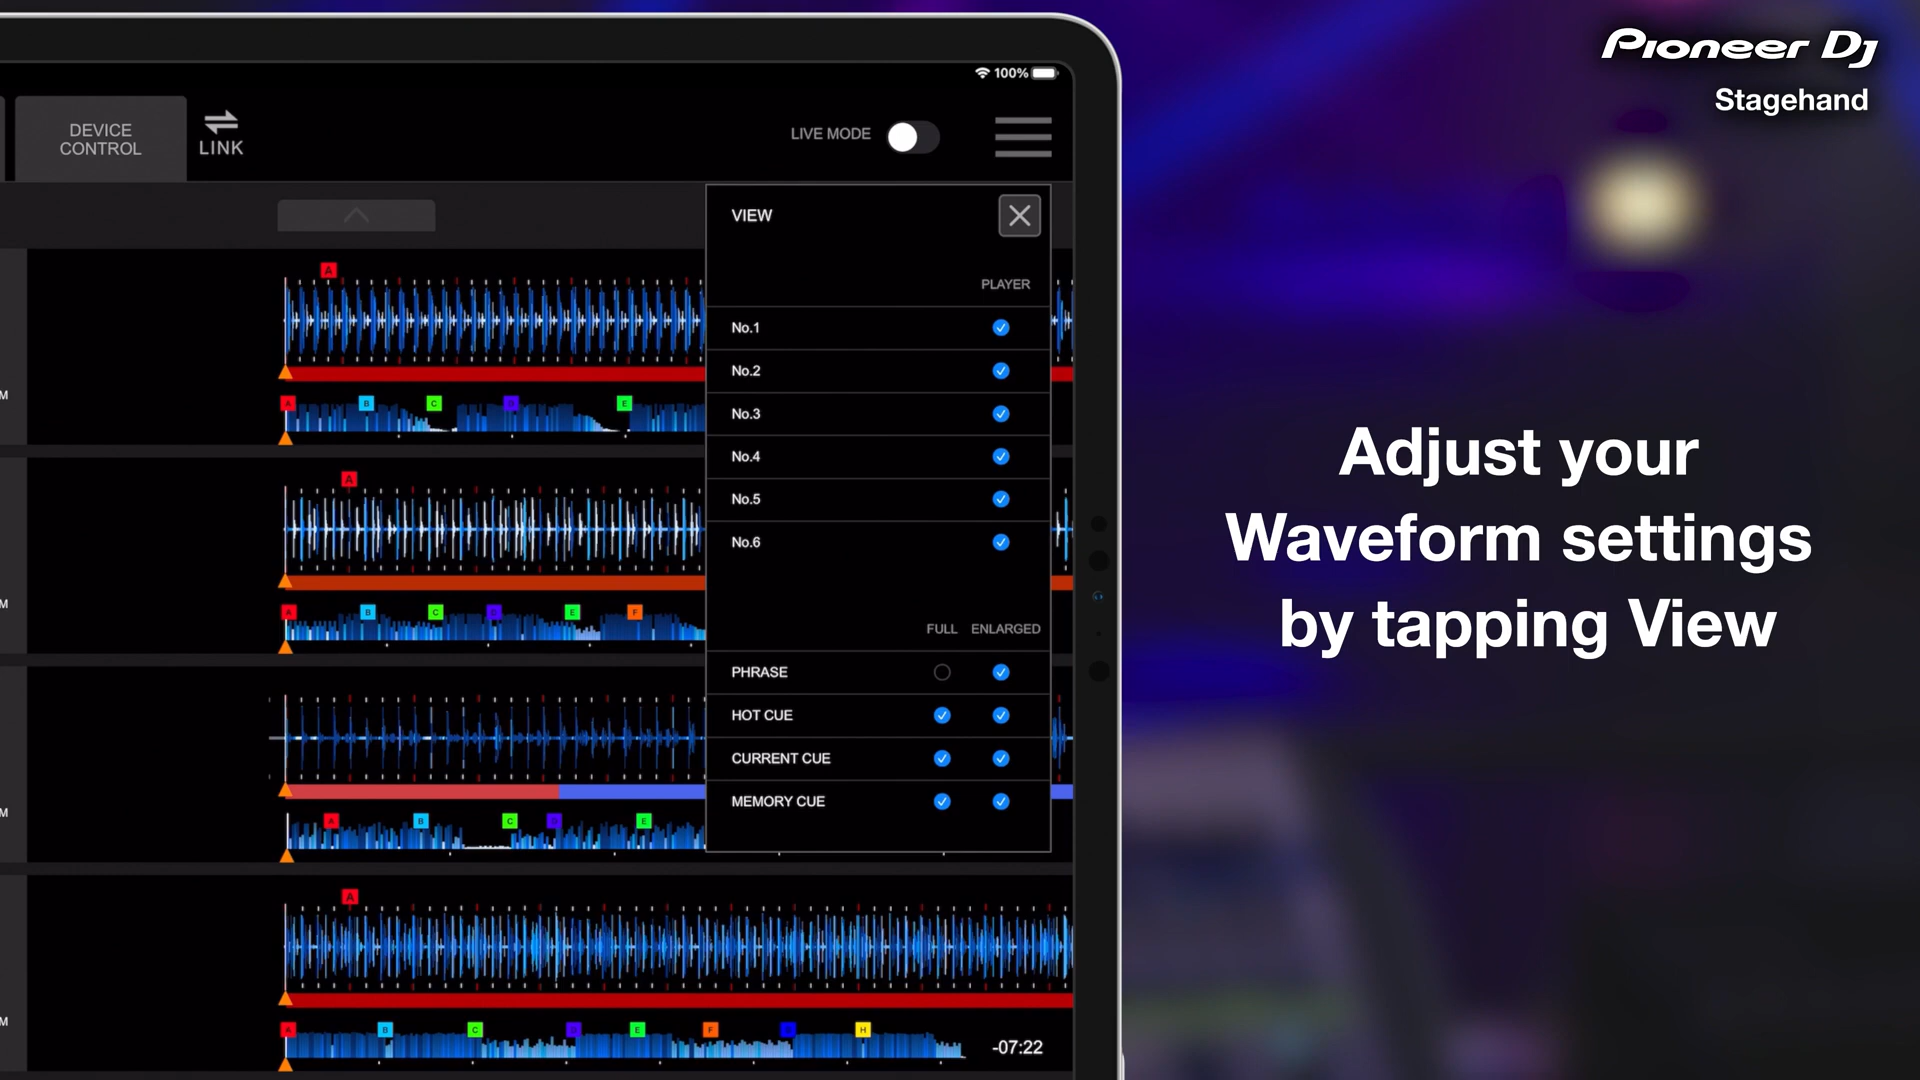 Pioneer Dj
Stagehand
100%
DEVICE
CONTROL
LINK
LIVE MODE
VIEW
PLAYER
No.1
No.2
No.3
No.4
No.5
No.6
FULL ENLARGED
PHRASE
HOT CUE
CURRENT CUE
MEMORY CUE
A
A B C D E
M
A
A B C D E F
M
A B C D E
M
A
A B C D E F G H
M
-07:22
Adjust your
Waveform settings
by tapping View